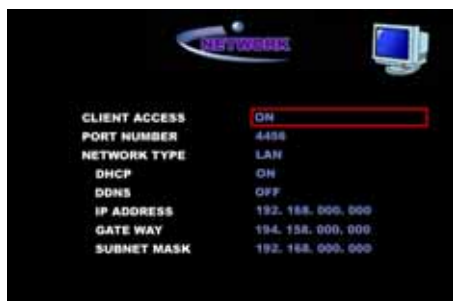 NETWORK
CLIENT ACCESS ON
PORT NUMBER
NETWORK TYPE LAN
DHCP ON
DDNS OFF
IP ADDRESS 192. 168. 000. 000
GATE WAY 194. 158. 000. 000
SUBNET MASK 192. 168. 000. 000